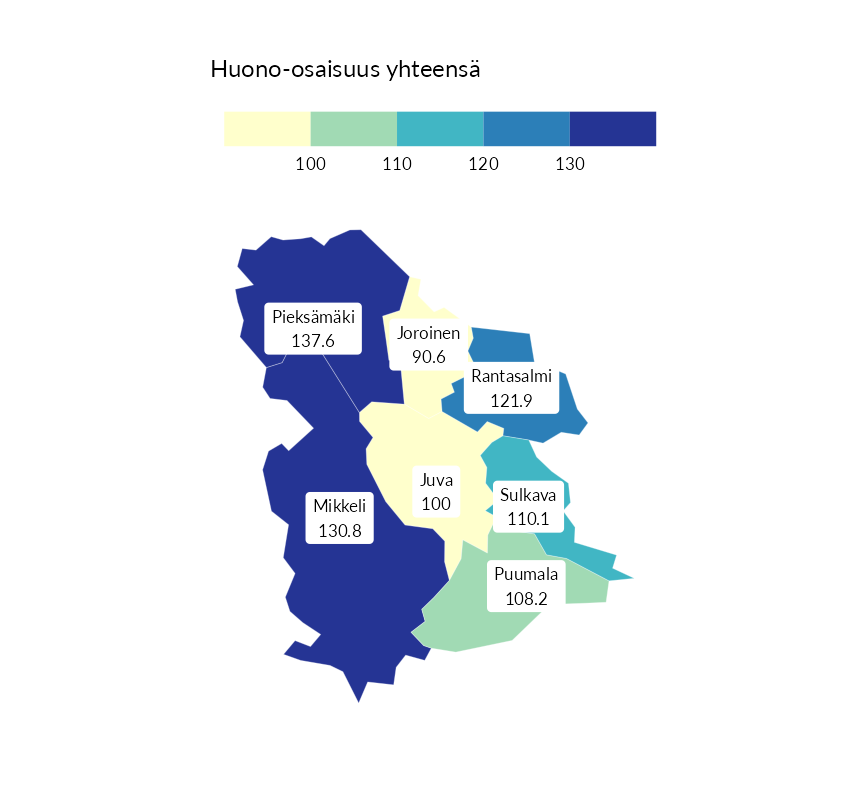 Huono-osaisuus yhteensä
100 110 120 130
Pieksämäki
137.6
Joroinen
90.6
Rantasalmi
121.9
Juva
100
Sulkava
110.1
Mikkeli
130.8
Puumala
108.2